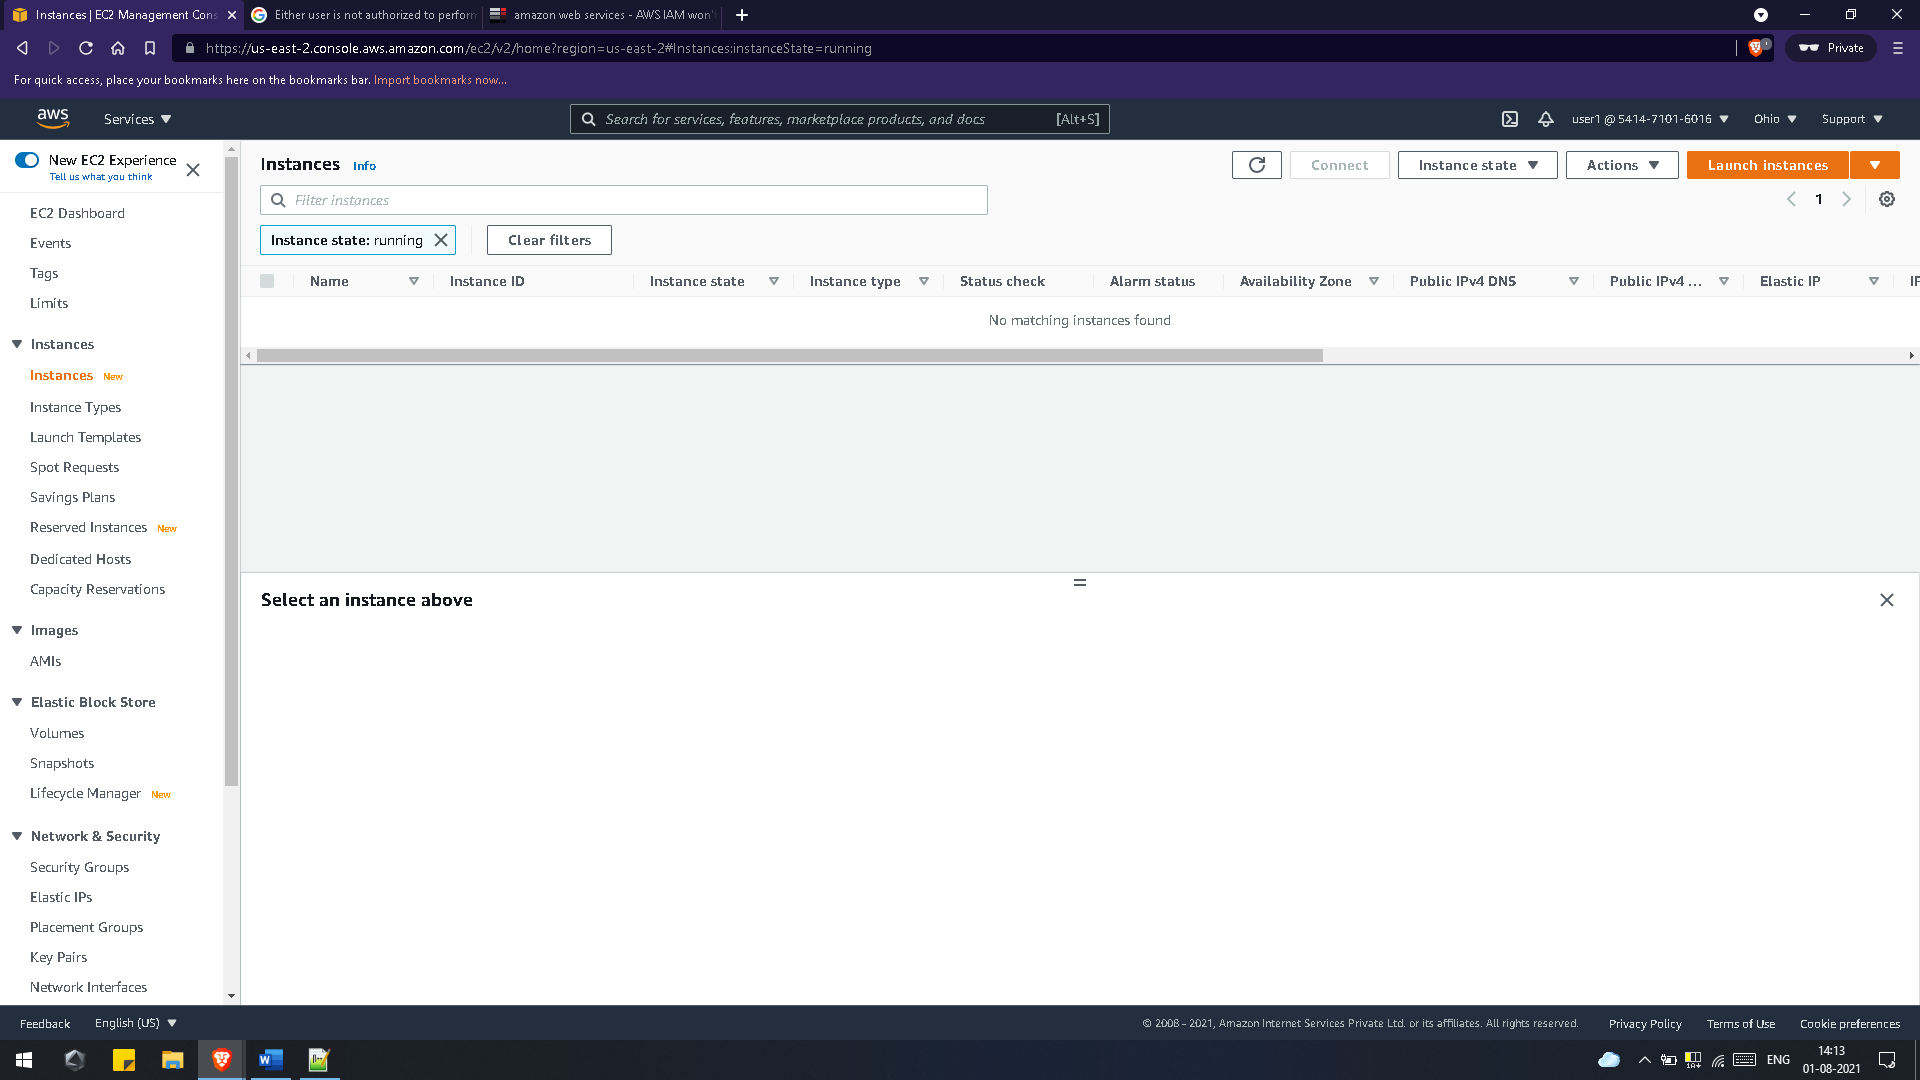 Instances | EC2 Management Cons
Either user is not authorized to perform
amazon web services - AWS IAM won't
https://us-east-2.console.aws.amazon.com/ec2/v2/home?region=us-east-2#Instances:instanceState=running
Private
For quick access, place your bookmarks here on the bookmarks bar. Import bookmarks now...
aws
Services
Search for services, features, marketplace products, and docs
[Alt+S]
user1 @ 5414-7101-6016
Ohio
Support
New EC2 Experience
Tell us what you think
EC2 Dashboard
Events
Tags
Limits
Instances
Instances New
Instance Types
Launch Templates
Spot Requests
Savings Plans
Reserved Instances New
Dedicated Hosts
Capacity Reservations
Images
AMIs
Elastic Block Store
Volumes
Snapshots
Lifecycle Manager New
Network & Security
Security Groups
Elastic IPs
Placement Groups
Key Pairs
Network Interfaces
Instances Info
Connect
Instance state
Actions
Launch instances
Filter instances
1
Instance state: running
Clear filters
Name
Instance ID
Instance state
Instance type
Status check
Alarm status
Availability Zone
Public IPv4 DNS
Public IPv4 ...
Elastic IP
IP
No matching instances found
Select an instance above
Feedback
English (US)
© 2008 - 2021, Amazon Internet Services Private Ltd. or its affiliates. All rights reserved.
Privacy Policy
Terms of Use
Cookie preferences
ENG
14:13
01-08-2021